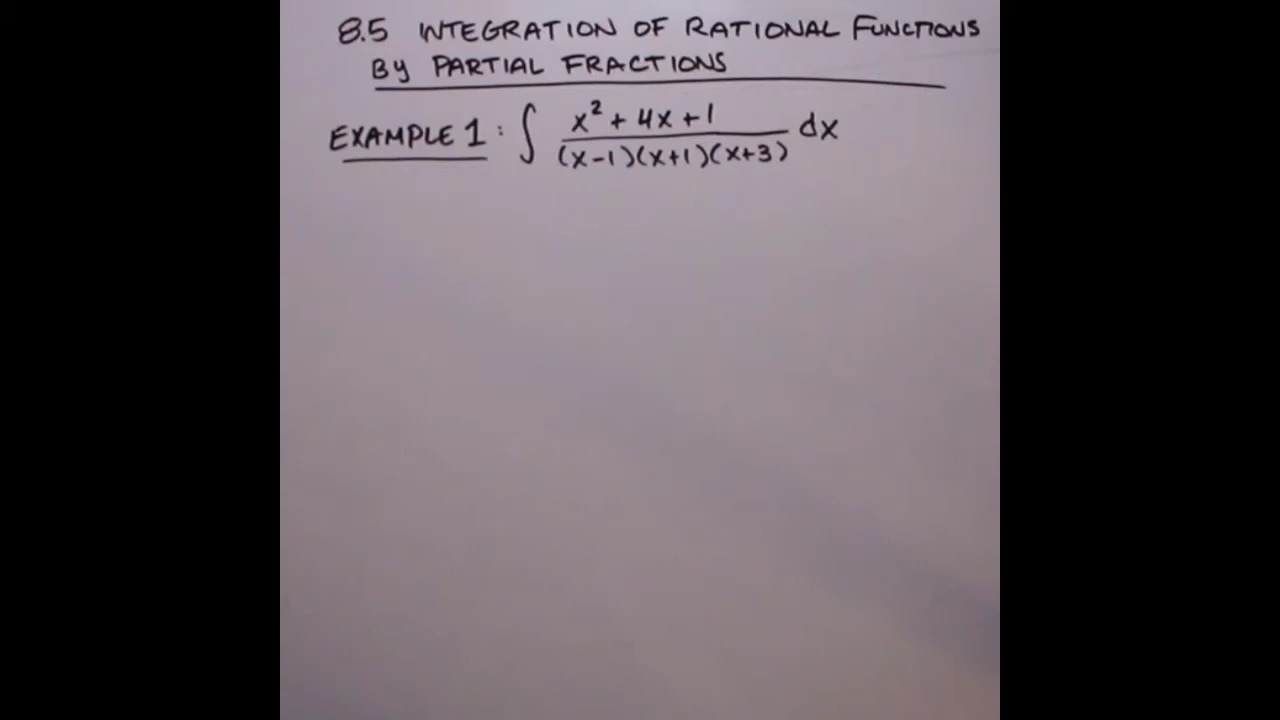 8.5 INTEGRATION OF RATIONAL FUNCTIONS
BY PARTIAL FRACTIONS
EXAMPLE 1: ∫ (x² + 4x + 1)/((x-1)(x+1)(x+3)) dx